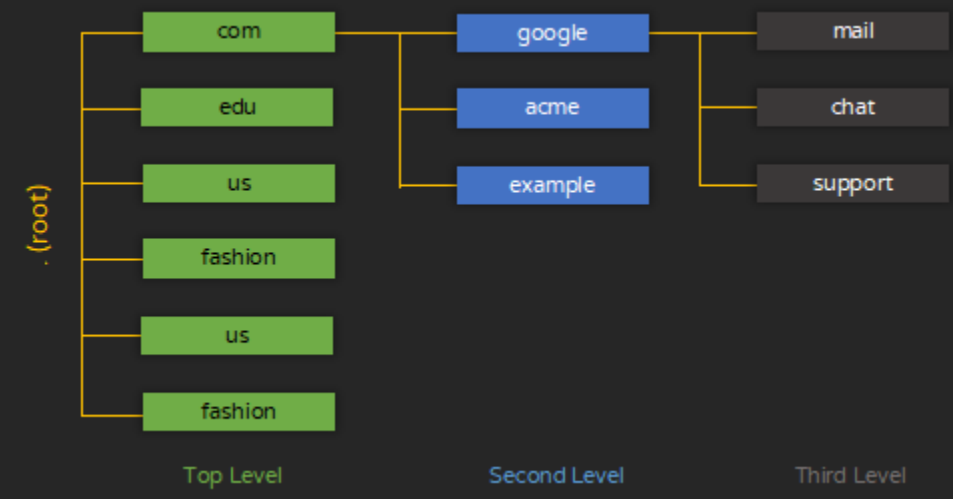 . (root)
com
google
mail
edu
acme
chat
us
example
support
fashion
us
fashion
Top Level
Second Level
Third Level